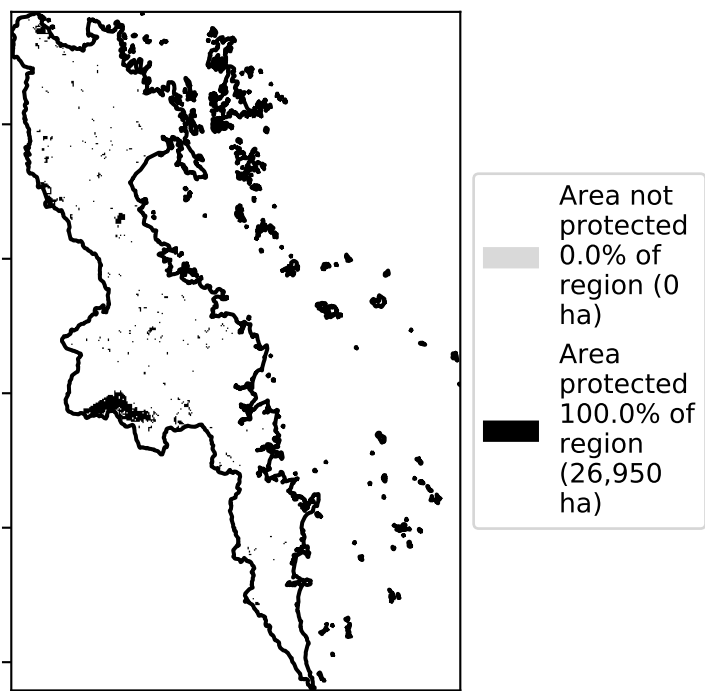 Area not
protected
0.0% of
region (0
ha)
Area
protected
100.0% of
region
(26,950
ha)